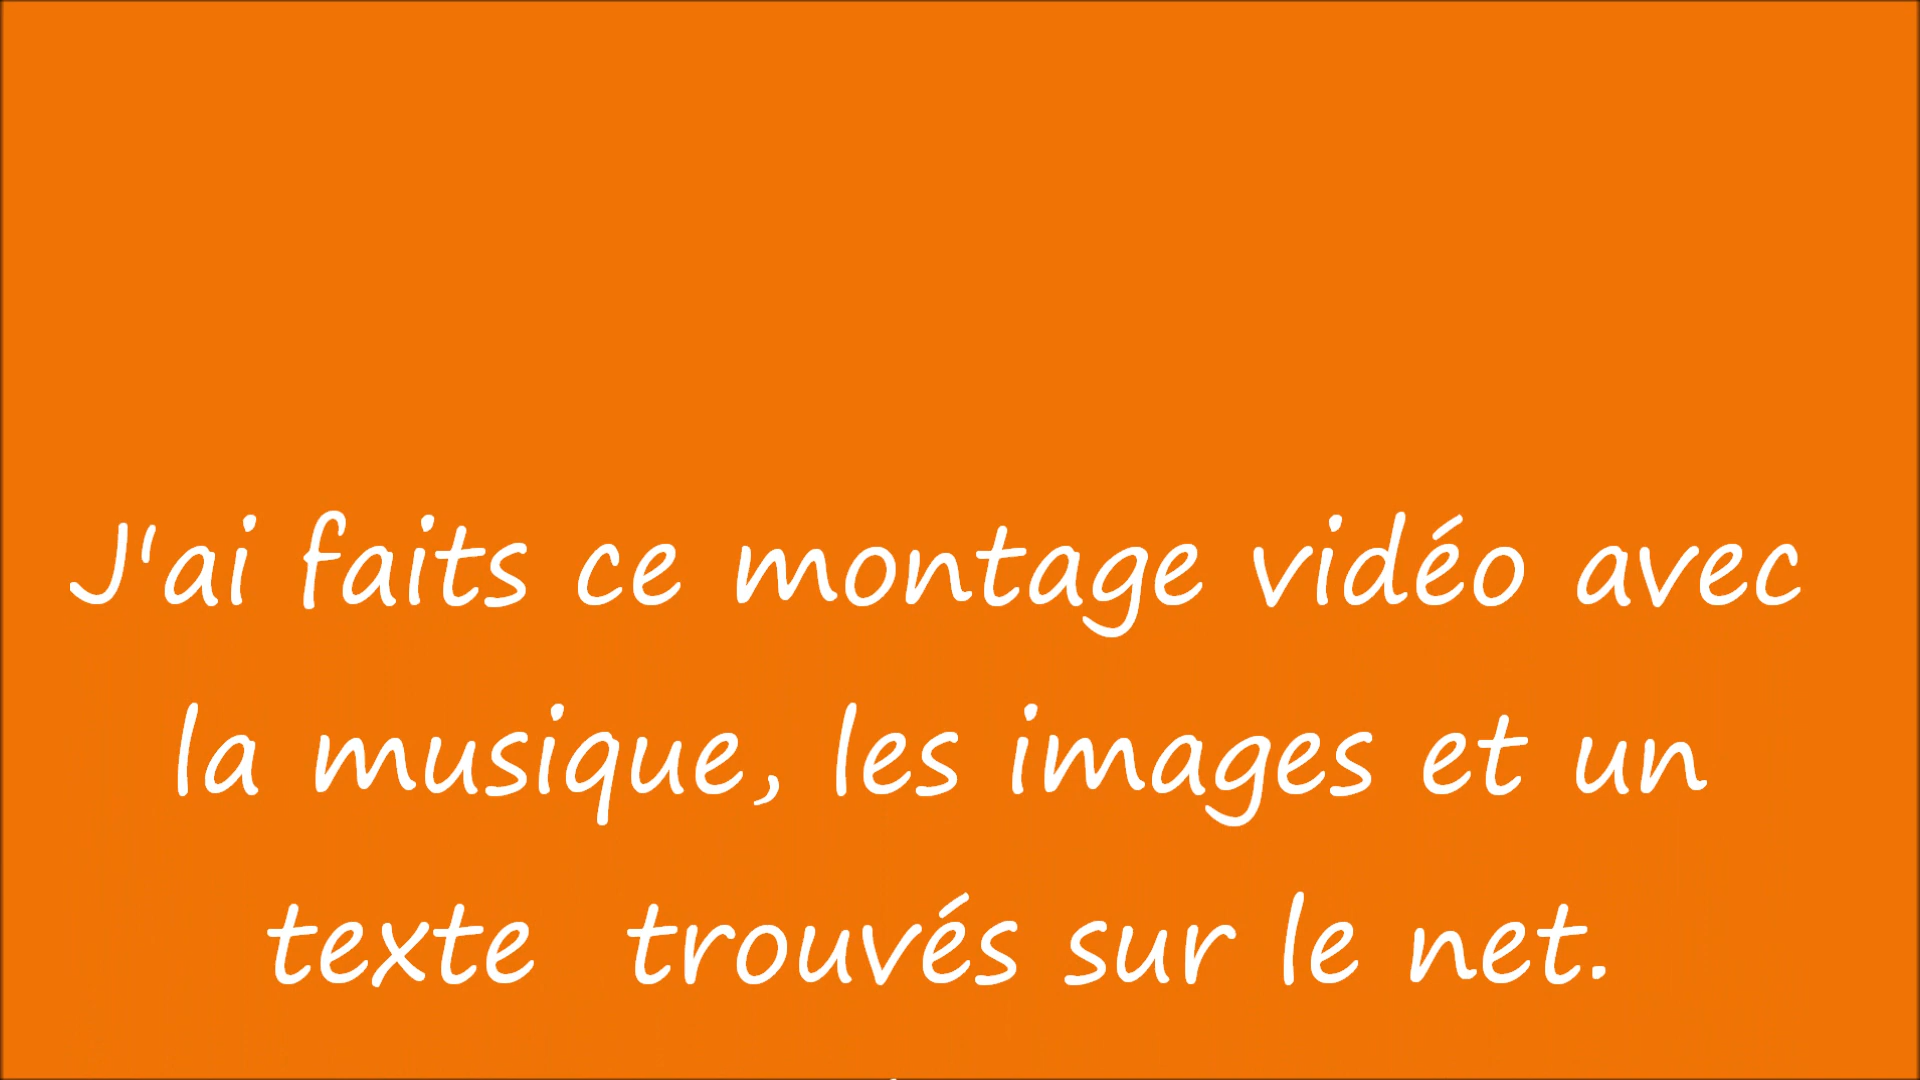 J'ai faits ce montage vidéo avec
la musique, les images et un
texte  trouvés sur le net.